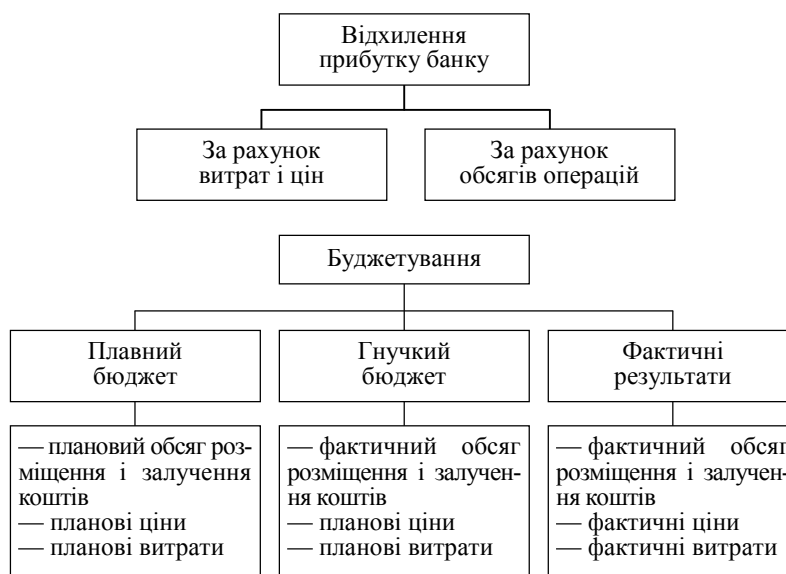 Відхилення
прибутку банку
За рахунок
витрат і цін
За рахунок
обсягів операцій
Буджетування
Плавний
бюджет
Гнучкий
бюджет
Фактичні
результати
— плановий обсяг роз-
міщення і залучення
коштів
— планові ціни
— планові витрати
— фактичний обсяг
розміщення і залучен-
ня коштів
— планові ціни
— планові витрати
— фактичний обсяг
розміщення і залучен-
ня коштів
— фактичні ціни
— фактичні витрати